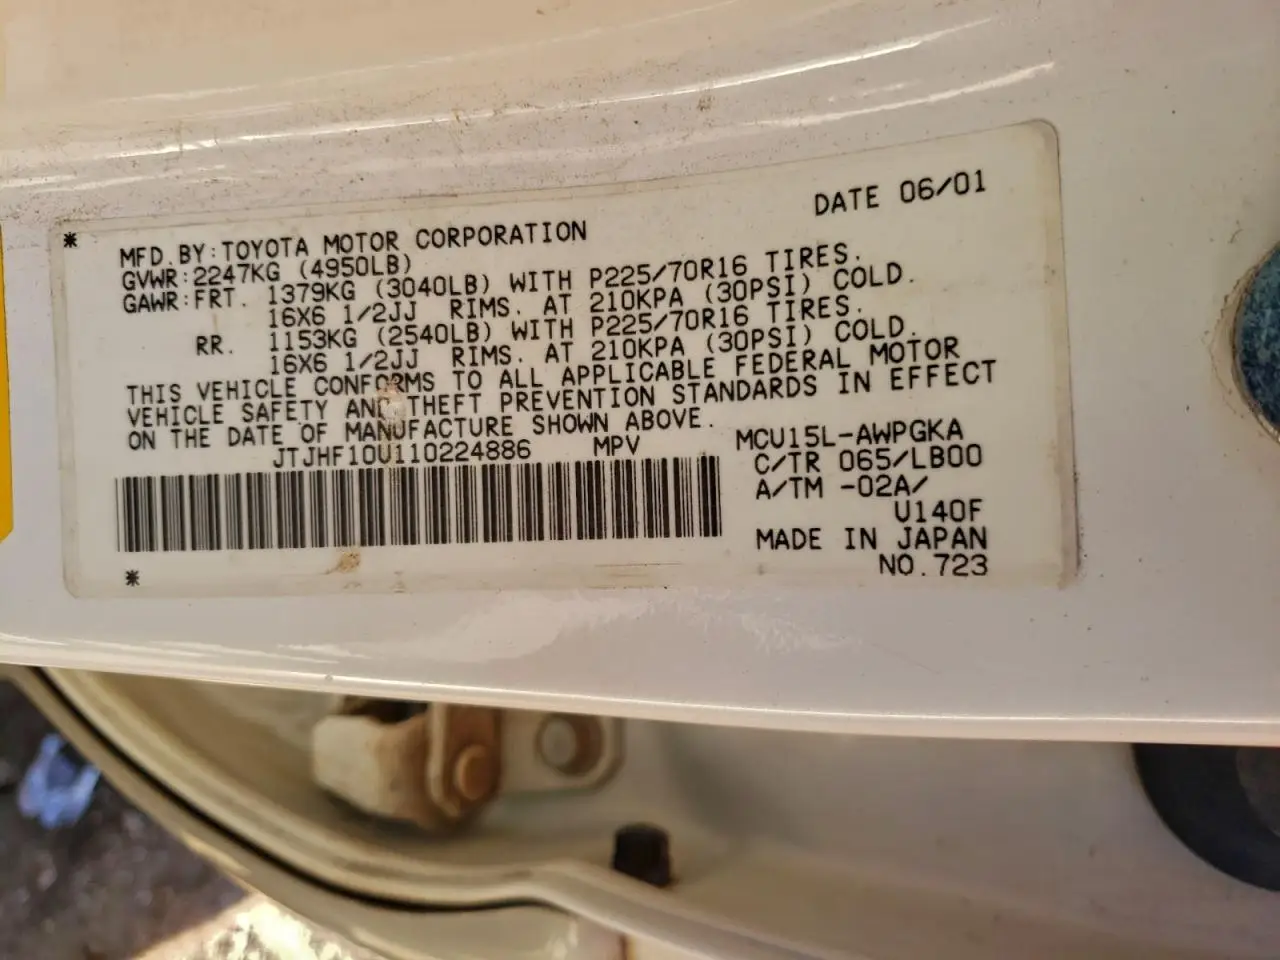 DATE 06/01
*
MFD.BY:TOYOTA MOTOR CORPORATION
GVWR:2247KG (4950LB)
GAWR:FRT. 1379KG (3040LB) WITH P225/70R16 TIRES.
16X6 1/2JJ RIMS. AT 210KPA (30PSI) COLD.
RR. 1153KG (2540LB) WITH P225/70R16 TIRES.
16X6 1/2JJ RIMS. AT 210KPA (30PSI) COLD.
THIS VEHICLE CONFORMS TO ALL APPLICABLE FEDERAL MOTOR
VEHICLE SAFETY AND THEFT PREVENTION STANDARDS IN EFFECT
ON THE DATE OF MANUFACTURE SHOWN ABOVE.
JTJHF10U110224886 MPV MCU15L-AWPGKA
C/TR 065/LB00
A/TM -02A/
U140F
MADE IN JAPAN
NO.723
*